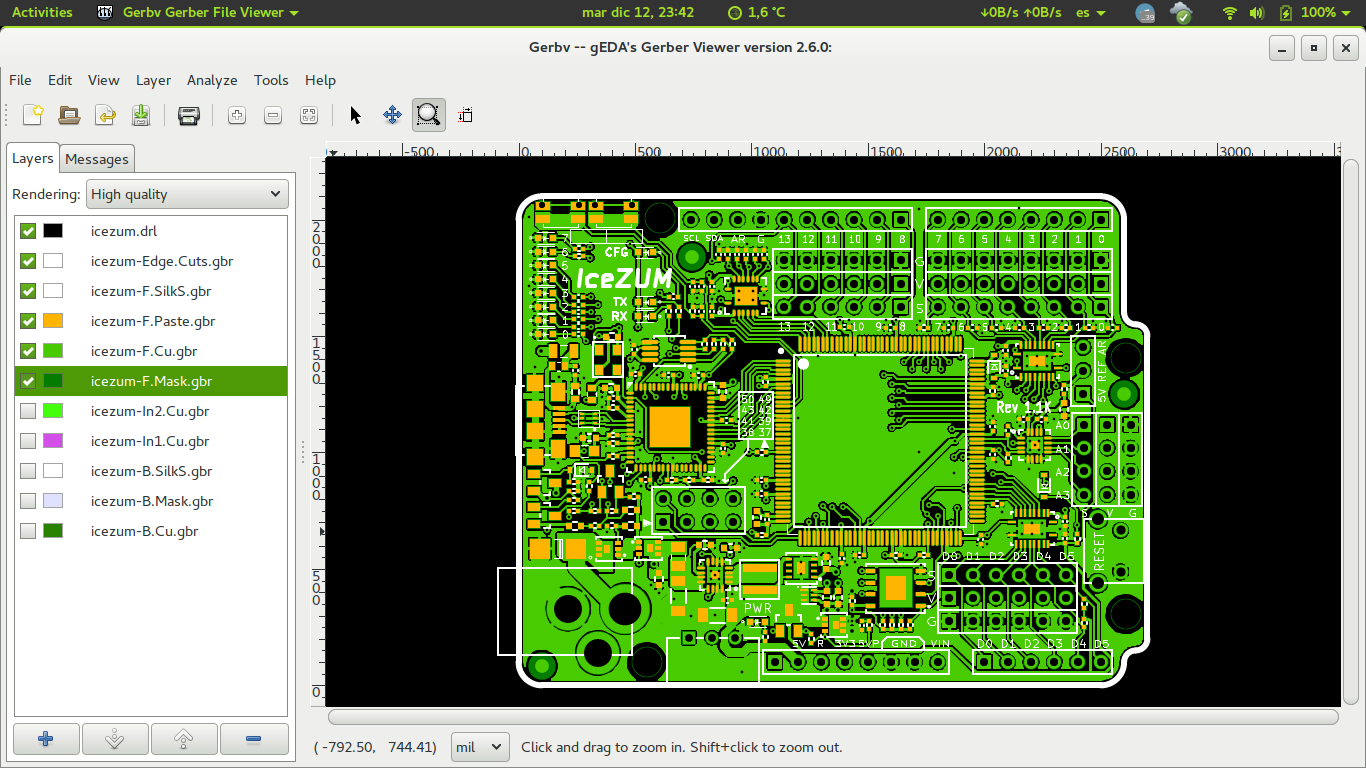 Activities Gerbv Gerber File Viewer mar dic 12, 23:42 1,6 °C ↓0B/s ↑0B/s es 39 100%
Gerbv -- gEDA's Gerber Viewer version 2.6.0:
File Edit View Layer Analyze Tools Help
Layers Messages
Rendering: High quality
icezum.drl
icezum-Edge.Cuts.gbr
icezum-F.SilkS.gbr
icezum-F.Paste.gbr
icezum-F.Cu.gbr
icezum-F.Mask.gbr
icezum-In2.Cu.gbr
icezum-In1.Cu.gbr
icezum-B.SilkS.gbr
icezum-B.Mask.gbr
icezum-B.Cu.gbr
-500 0 500 1000 1500 2000 2500 3000
2000
1500
1000
500
0
SCL SDA AR G 13 12 11 10 9 8 7 6 5 4 3 2 1 0
7
6
5
4
3
2
1
0
CFG
IceZUM
TX
RX
G
V
S
13 12 11 10 9 8 7 6 5 4 3 2 1 0
5V REF AR
Rev 1.1K
50 49
43 42
41 39
38 37
A0
A1
A2
A3
S V G
RESET
D0 D1 D2 D3 D4 D5
S
V
G
PWR
5V R 3V3 5VP GND VIN
D0 D1 D2 D3 D4 D5
( -792.50, 744.41) mil Click and drag to zoom in. Shift+click to zoom out.